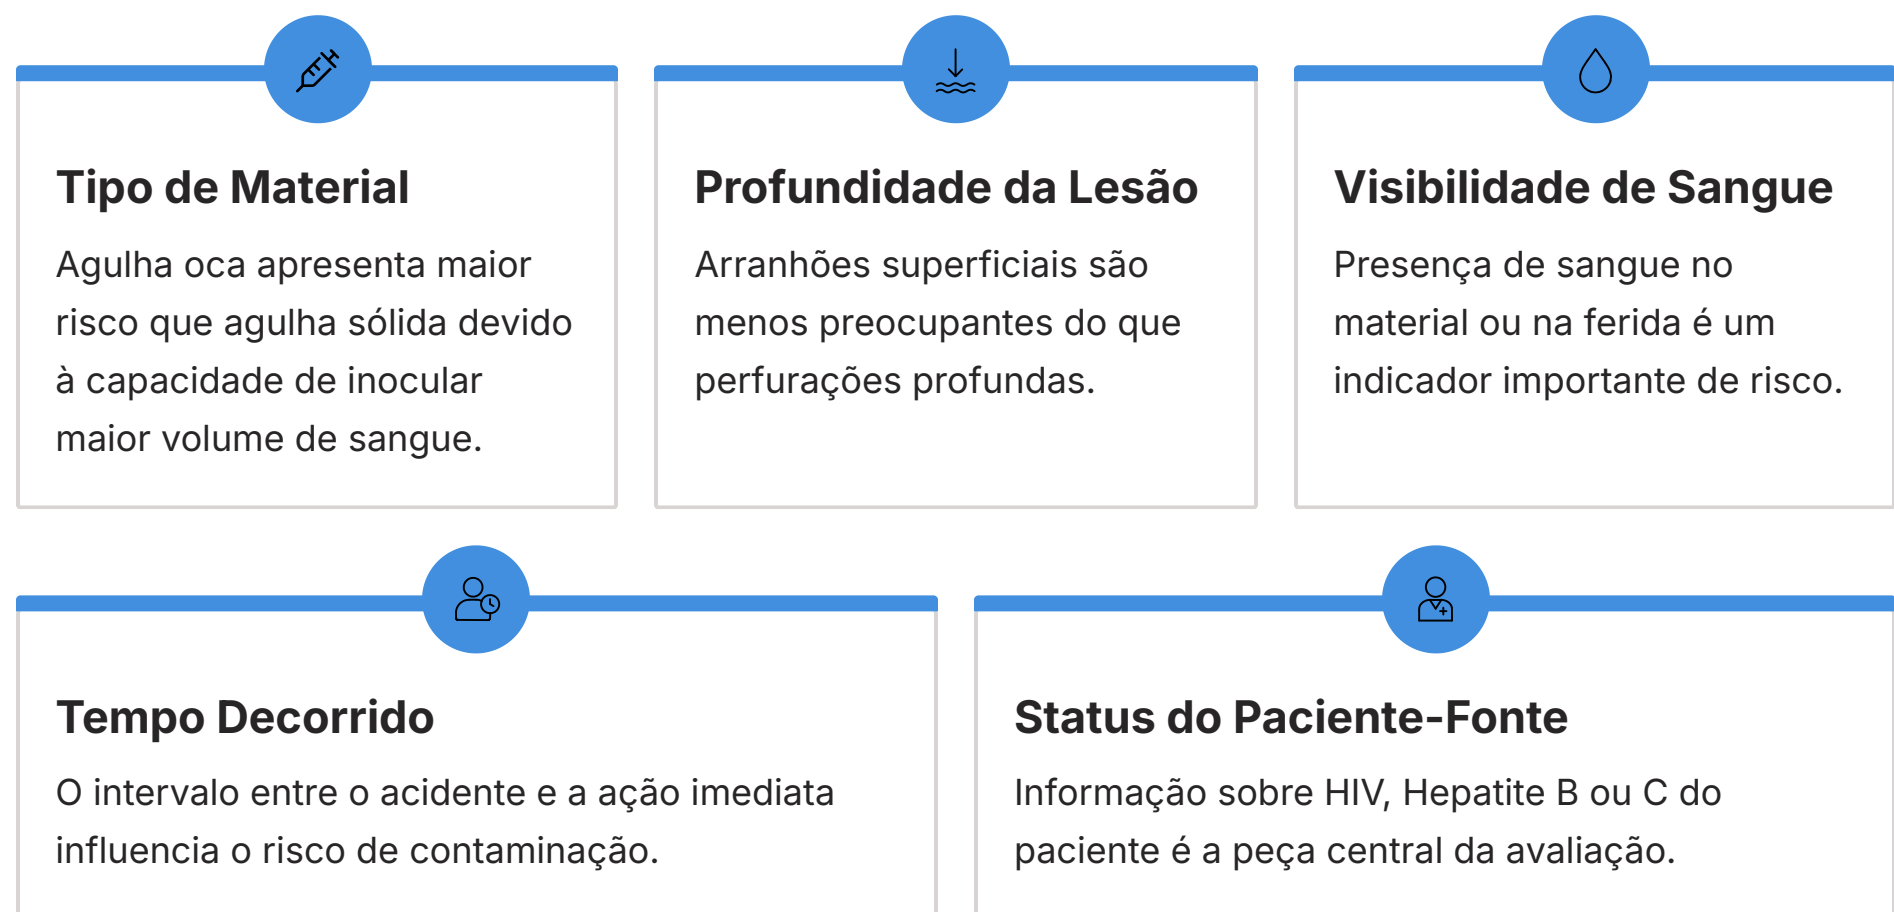 Tipo de Material
Agulha oca apresenta maior
risco que agulha sólida devido
à capacidade de inocular
maior volume de sangue.
Profundidade da Lesão
Arranhões superficiais são
menos preocupantes do que
perfurações profundas.
Visibilidade de Sangue
Presença de sangue no
material ou na ferida é um
indicador importante de risco.
Tempo Decorrido
O intervalo entre o acidente e a ação imediata
influencia o risco de contaminação.
Status do Paciente-Fonte
Informação sobre HIV, Hepatite B ou C do
paciente é a peça central da avaliação.